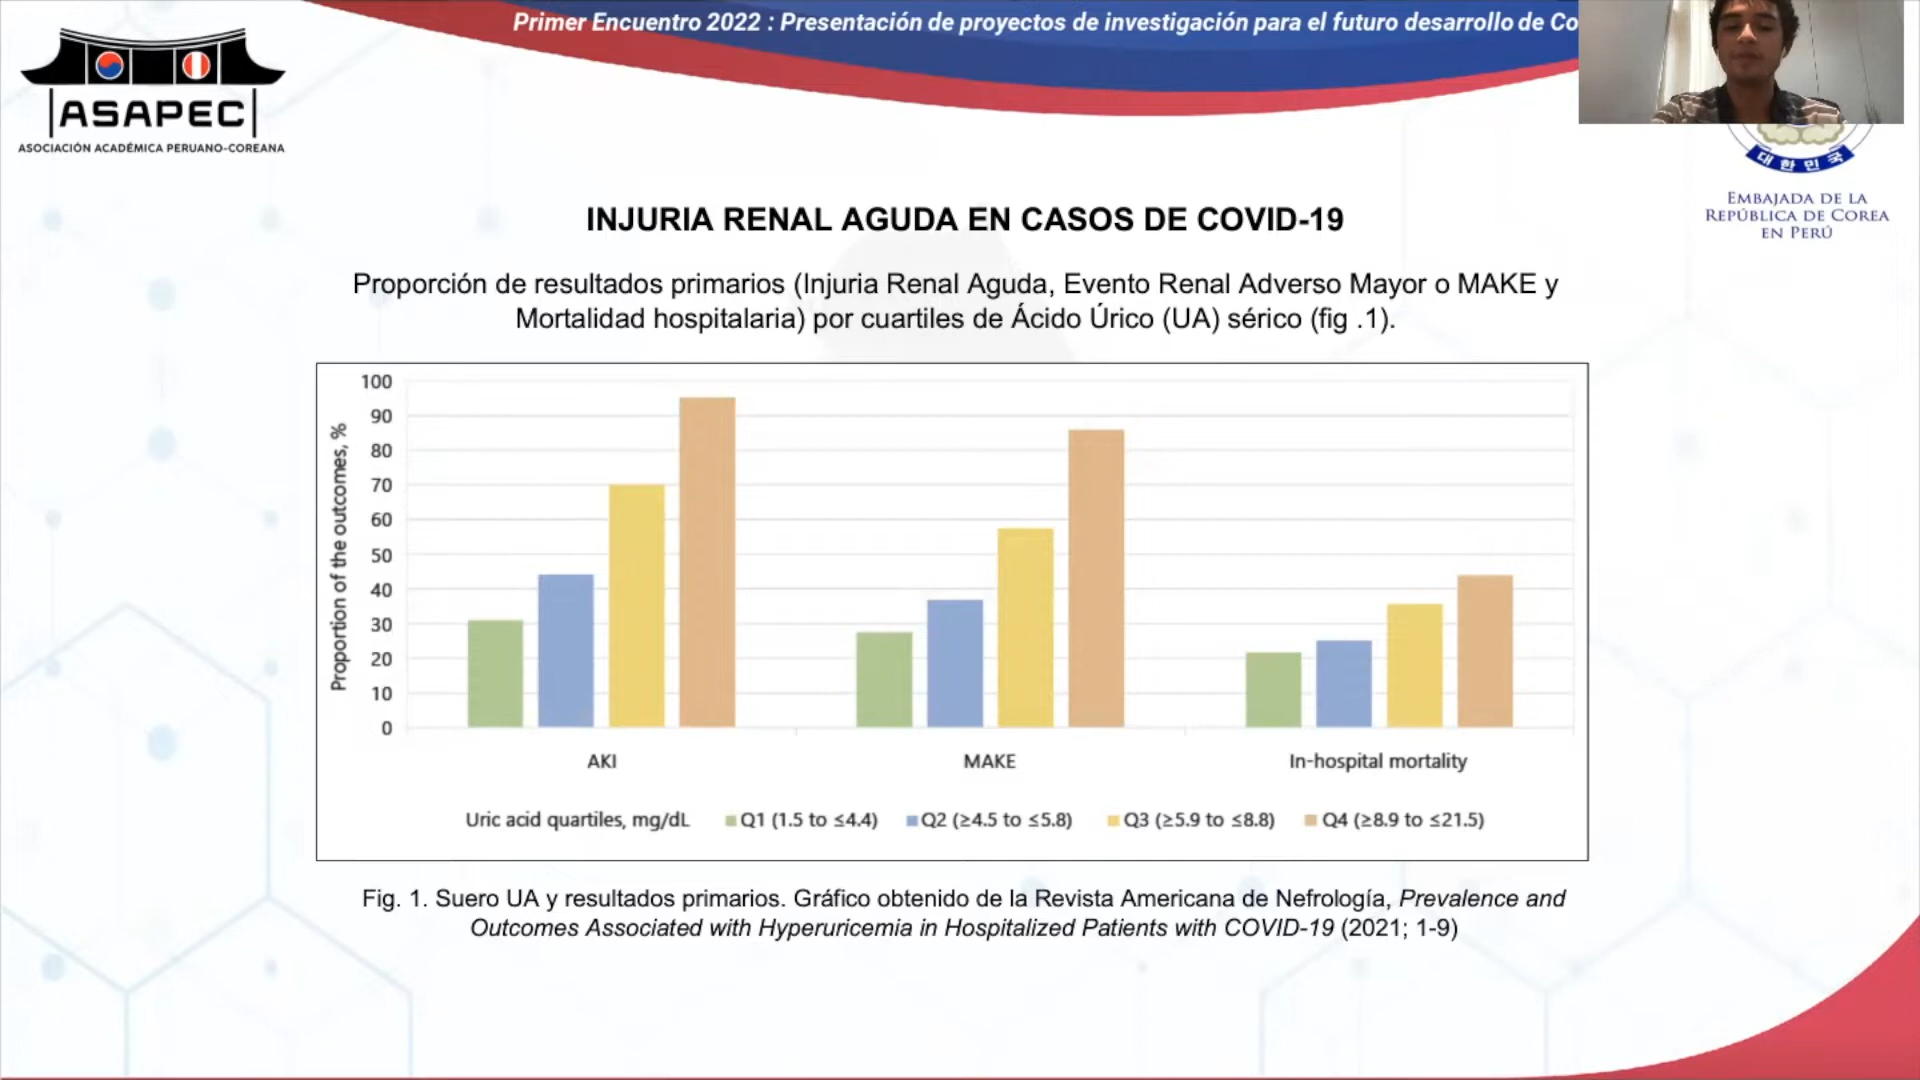 Primer Encuentro 2022 : Presentación de proyectos de investigación para el futuro desarrollo de Co
ASAPEC
ASOCIACIÓN ACADÉMICA PERUANO-COREANA
대한민국
EMBAJADA DE LA
REPÚBLICA DE COREA
EN PERÚ
INJURIA RENAL AGUDA EN CASOS DE COVID-19
Proporción de resultados primarios (Injuria Renal Aguda, Evento Renal Adverso Mayor o MAKE y
Mortalidad hospitalaria) por cuartiles de Ácido Úrico (UA) sérico (fig .1).
Proportion of the outcomes, %
100
90
80
70
60
50
40
30
20
10
0
AKI MAKE In-hospital mortality
Uric acid quartiles, mg/dL Q1 (1.5 to ≤4.4) Q2 (≥4.5 to ≤5.8) Q3 (≥5.9 to ≤8.8) Q4 (≥8.9 to ≤21.5)
Fig. 1. Suero UA y resultados primarios. Gráfico obtenido de la Revista Americana de Nefrología, Prevalence and
Outcomes Associated with Hyperuricemia in Hospitalized Patients with COVID-19 (2021; 1-9)